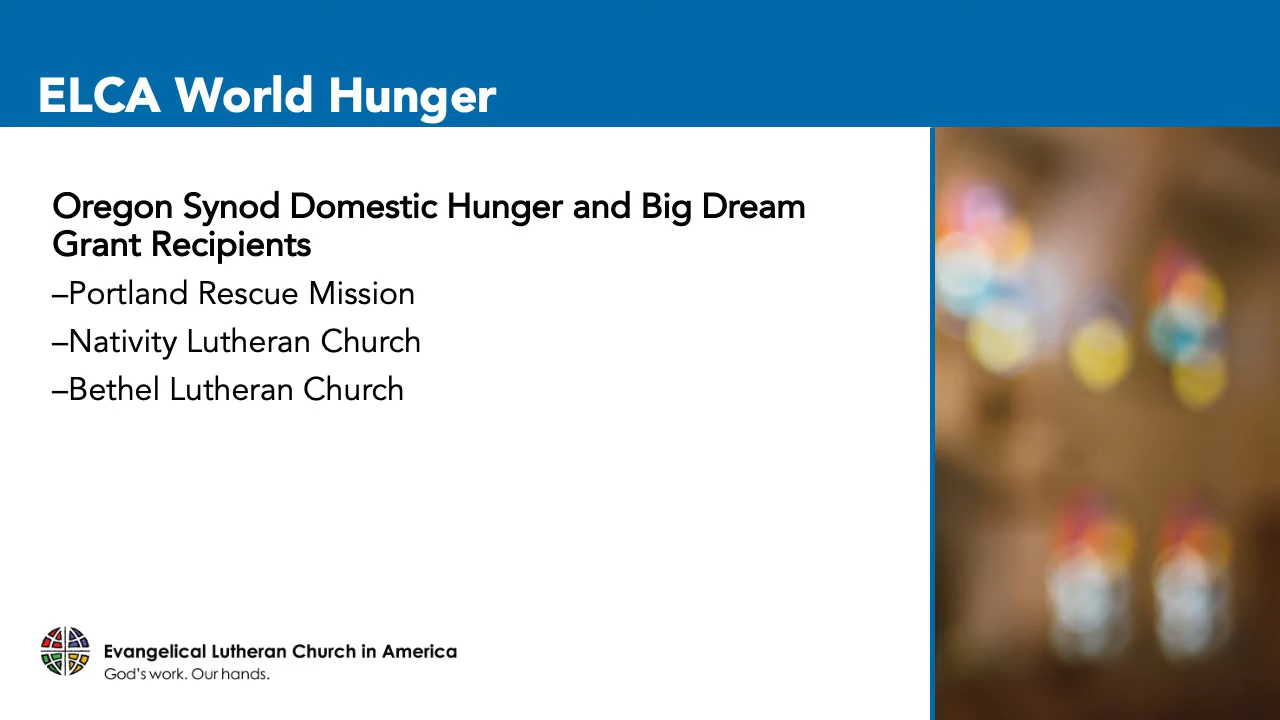 ELCA World Hunger
Oregon Synod Domestic Hunger and Big Dream
Grant Recipients
–Portland Rescue Mission
–Nativity Lutheran Church
–Bethel Lutheran Church
Evangelical Lutheran Church in America
God's work. Our hands.